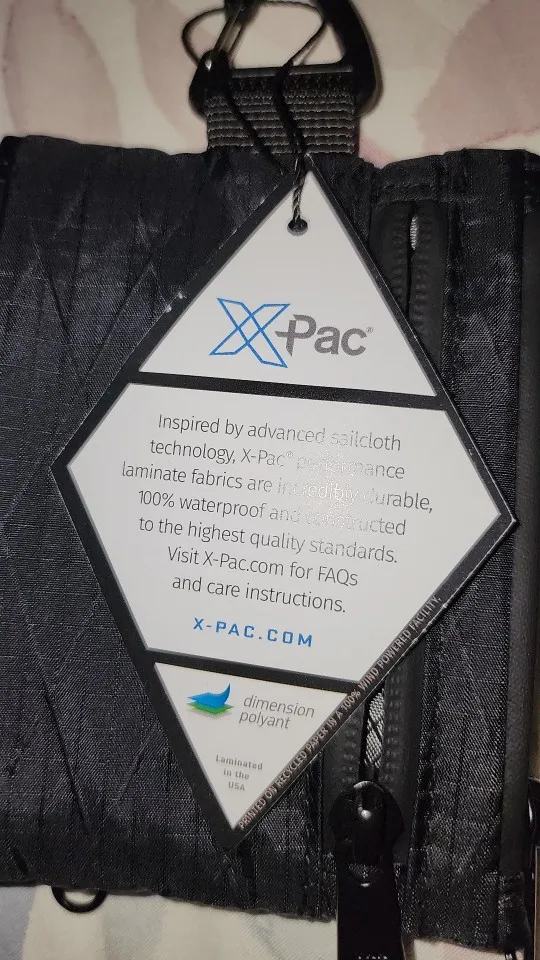 X-Pac®
Inspired by advanced sailcloth
technology, X-Pac® performance
laminate fabrics are incredibly durable,
100% waterproof and constructed
to the highest quality standards.
Visit X-Pac.com for FAQs
and care instructions.
X-PAC.COM
dimension
polyant
Laminated
in the
USA
PRINTED ON RECYCLED PAPER IN A 100% WIND POWERED FACILITY.